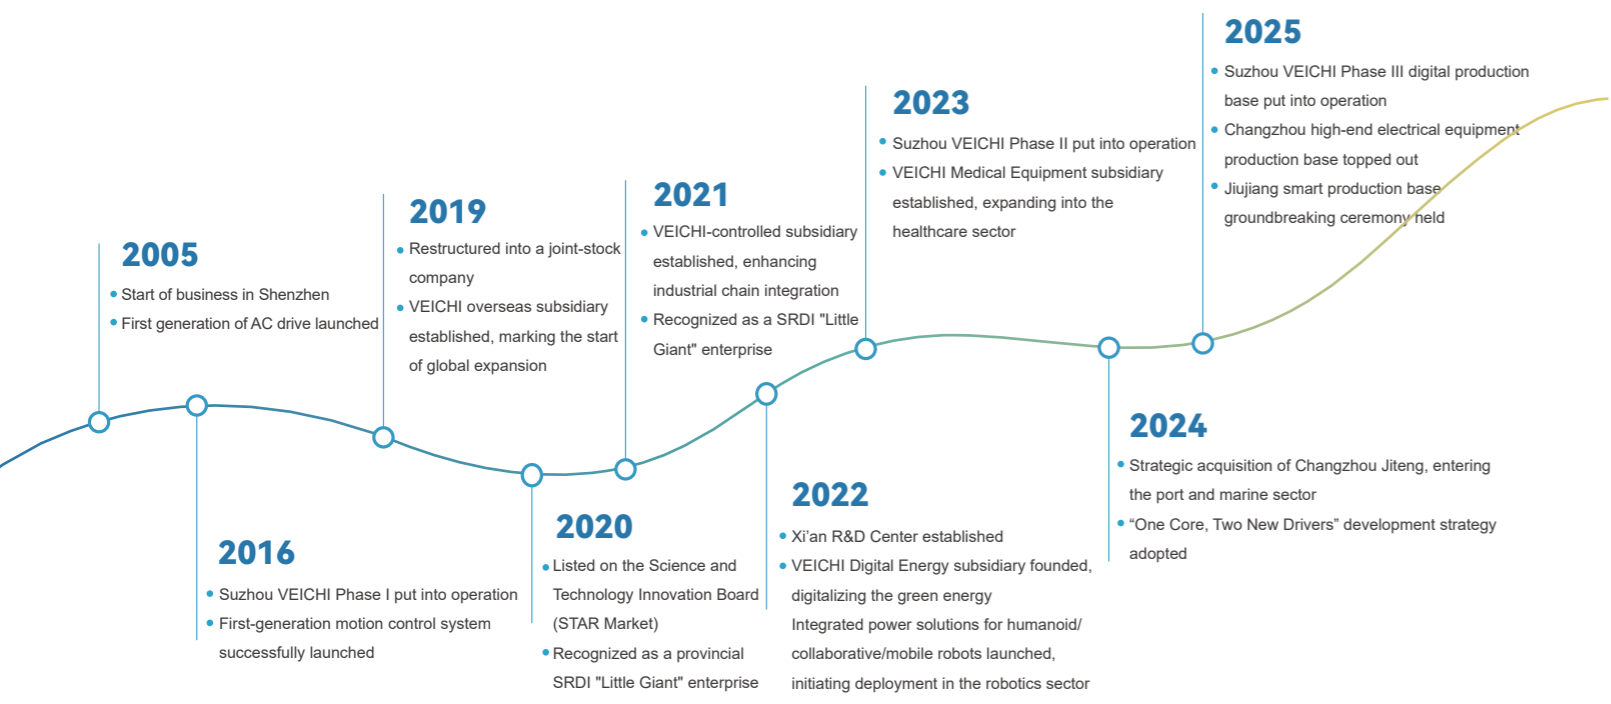 2005
Start of business in Shenzhen
First generation of AC drive launched
2016
Suzhou VEICHI Phase I put into operation
First-generation motion control system
successfully launched
2019
Restructured into a joint-stock
company
VEICHI overseas subsidiary
established, marking the start
of global expansion
2020
Listed on the Science and
Technology Innovation Board
(STAR Market)
Recognized as a provincial
SRDI "Little Giant" enterprise
2021
VEICHI-controlled subsidiary
established, enhancing
industrial chain integration
Recognized as a SRDI "Little
Giant" enterprise
2022
Xi’an R&D Center established
VEICHI Digital Energy subsidiary founded,
digitalizing the green energy
Integrated power solutions for humanoid/
collaborative/mobile robots launched,
initiating deployment in the robotics sector
2023
Suzhou VEICHI Phase II put into operation
VEICHI Medical Equipment subsidiary
established, expanding into the
healthcare sector
2024
Strategic acquisition of Changzhou Jiteng, entering
the port and marine sector
“One Core, Two New Drivers” development strategy
adopted
2025
Suzhou VEICHI Phase III digital production
base put into operation
Changzhou high-end electrical equipment
production base topped out
Jiujiang smart production base
groundbreaking ceremony held